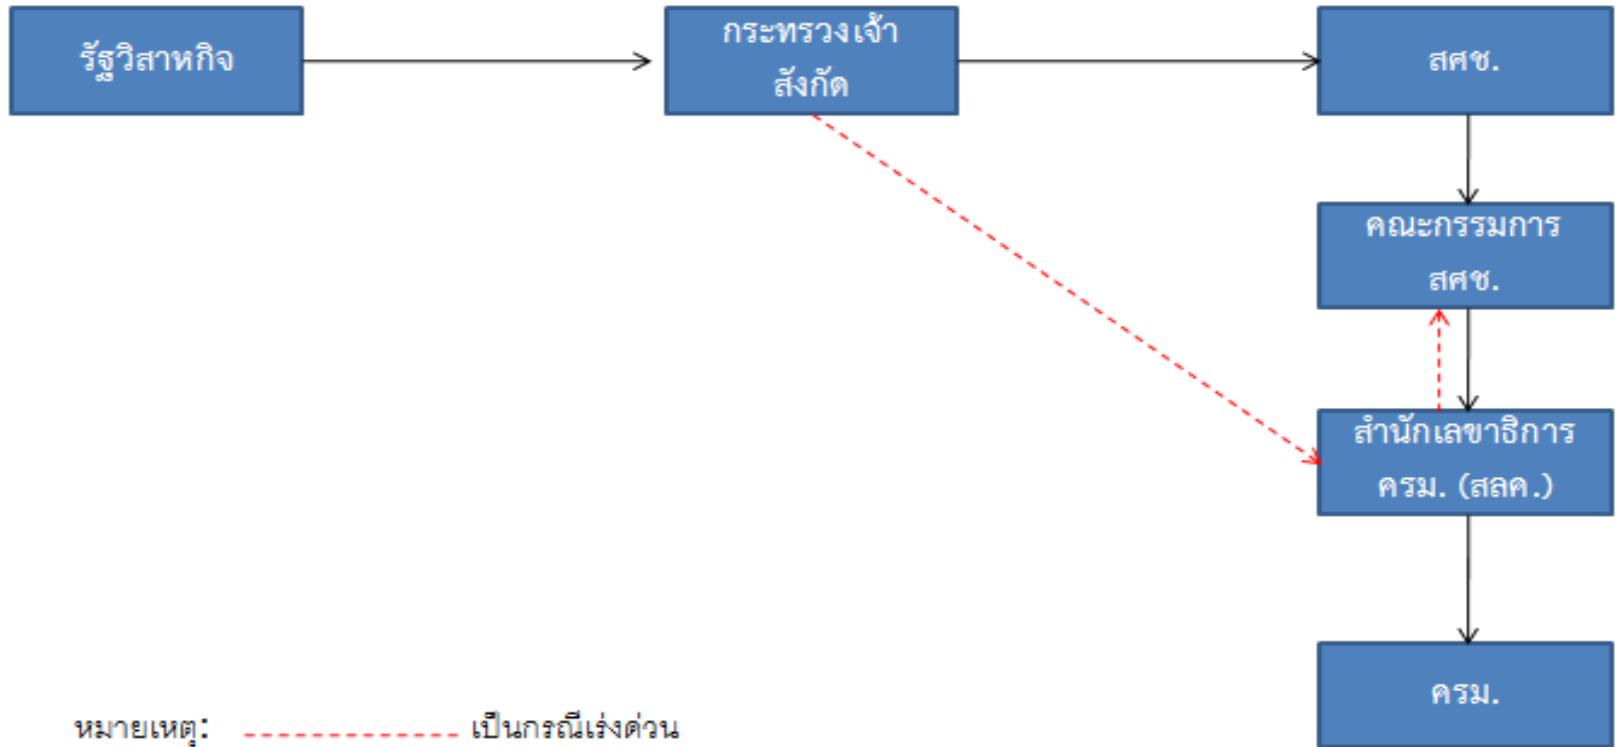 รัฐวิสาหกิจ
กระทรวงเจ้า
สังกัด
สศช.
คณะกรรมการ
สศช.
สำนักเลขาธิการ
ครม. (สลค.)
ครม.
หมายเหตุ: เป็นกรณีเร่งด่วน